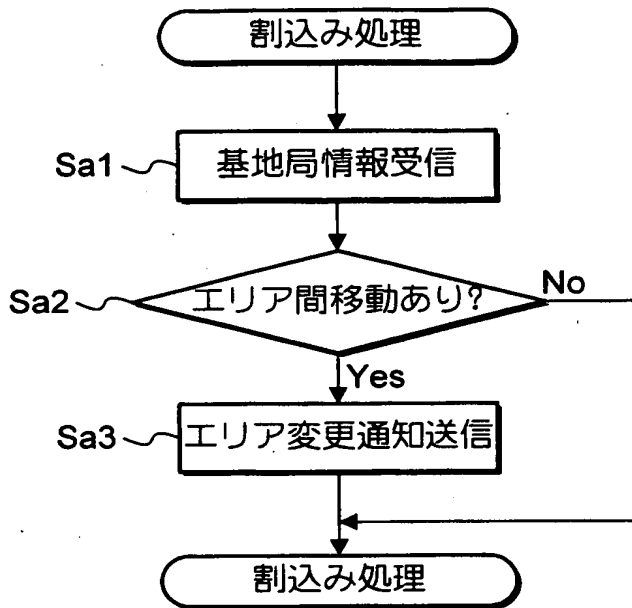 割込み処理
Sa1
基地局情報受信
Sa2
エリア間移動あり?
No
Yes
Sa3
エリア変更通知送信
割込み処理